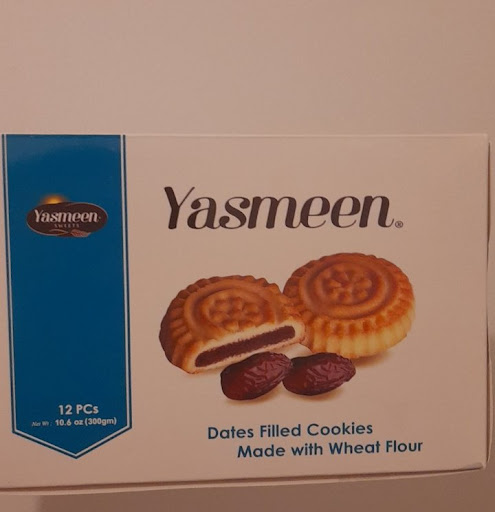 Yasmeen
SWEETS
Yasmeen®
12 PCs
Net Wt : 10.6 oz (300gm)
Dates Filled Cookies
Made with Wheat Flour